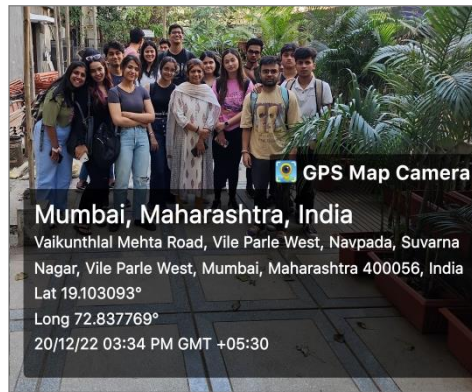 GPS Map Camera
Mumbai, Maharashtra, India
Vaikunthlal Mehta Road, Vile Parle West, Navpada, Suvarna
Nagar, Vile Parle West, Mumbai, Maharashtra 400056, India
Lat 19.103093°
Long 72.837769°
20/12/22 03:34 PM GMT +05:30